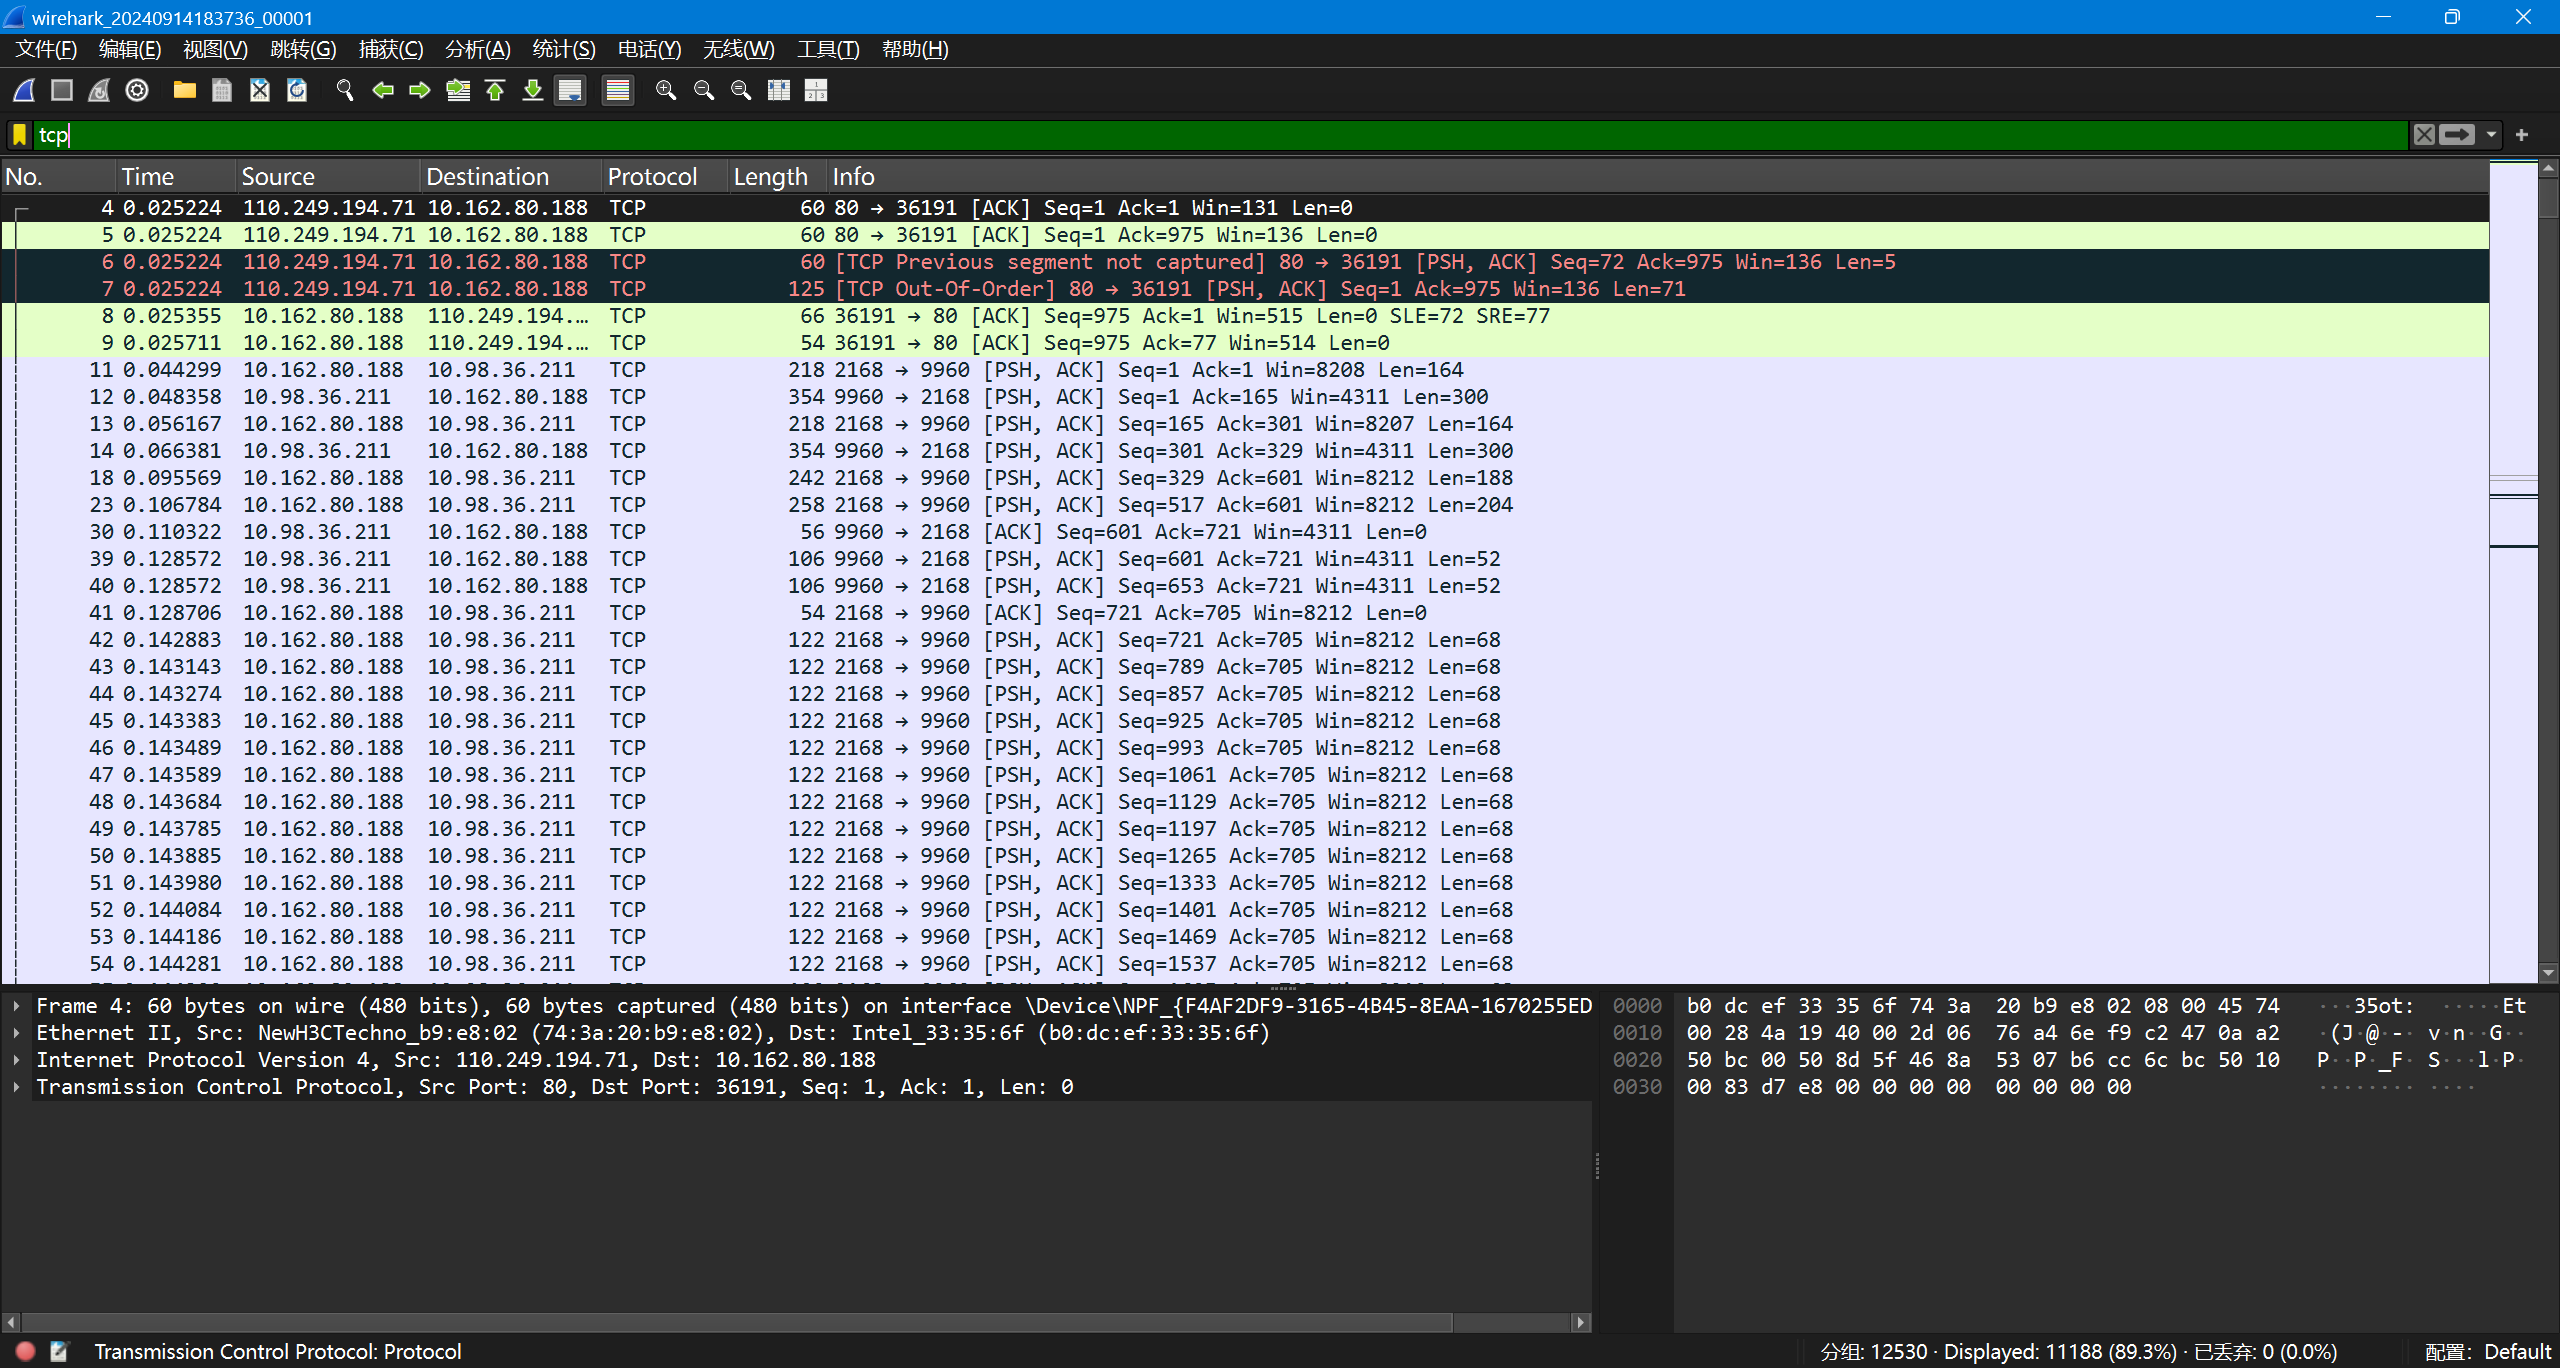 wirehark_20240914183736_00001
文件(F) 编辑(E) 视图(V) 跳转(G) 捕获(C) 分析(A) 统计(S) 电话(Y) 无线(W) 工具(T) 帮助(H)
tcp
No. Time Source Destination Protocol Length Info
4 0.025224 110.249.194.71 10.162.80.188 TCP 60 80 → 36191 [ACK] Seq=1 Ack=1 Win=131 Len=0
5 0.025224 110.249.194.71 10.162.80.188 TCP 60 80 → 36191 [ACK] Seq=1 Ack=975 Win=136 Len=0
6 0.025224 110.249.194.71 10.162.80.188 TCP 60 [TCP Previous segment not captured] 80 → 36191 [PSH, ACK] Seq=72 Ack=975 Win=136 Len=5
7 0.025224 110.249.194.71 10.162.80.188 TCP 125 [TCP Out-Of-Order] 80 → 36191 [PSH, ACK] Seq=1 Ack=975 Win=136 Len=71
8 0.025355 10.162.80.188 110.249.194.… TCP 66 36191 → 80 [ACK] Seq=975 Ack=1 Win=515 Len=0 SLE=72 SRE=77
9 0.025711 10.162.80.188 110.249.194.… TCP 54 36191 → 80 [ACK] Seq=975 Ack=77 Win=514 Len=0
11 0.044299 10.162.80.188 10.98.36.211 TCP 218 2168 → 9960 [PSH, ACK] Seq=1 Ack=1 Win=8208 Len=164
12 0.048358 10.98.36.211 10.162.80.188 TCP 354 9960 → 2168 [PSH, ACK] Seq=1 Ack=165 Win=4311 Len=300
13 0.056167 10.162.80.188 10.98.36.211 TCP 218 2168 → 9960 [PSH, ACK] Seq=165 Ack=301 Win=8207 Len=164
14 0.066381 10.98.36.211 10.162.80.188 TCP 354 9960 → 2168 [PSH, ACK] Seq=301 Ack=329 Win=4311 Len=300
18 0.095569 10.162.80.188 10.98.36.211 TCP 242 2168 → 9960 [PSH, ACK] Seq=329 Ack=601 Win=8212 Len=188
23 0.106784 10.162.80.188 10.98.36.211 TCP 258 2168 → 9960 [PSH, ACK] Seq=517 Ack=601 Win=8212 Len=204
30 0.110322 10.98.36.211 10.162.80.188 TCP 56 9960 → 2168 [ACK] Seq=601 Ack=721 Win=4311 Len=0
39 0.128572 10.98.36.211 10.162.80.188 TCP 106 9960 → 2168 [PSH, ACK] Seq=601 Ack=721 Win=4311 Len=52
40 0.128572 10.98.36.211 10.162.80.188 TCP 106 9960 → 2168 [PSH, ACK] Seq=653 Ack=721 Win=4311 Len=52
41 0.128706 10.162.80.188 10.98.36.211 TCP 54 2168 → 9960 [ACK] Seq=721 Ack=705 Win=8212 Len=0
42 0.142883 10.162.80.188 10.98.36.211 TCP 122 2168 → 9960 [PSH, ACK] Seq=721 Ack=705 Win=8212 Len=68
43 0.143143 10.162.80.188 10.98.36.211 TCP 122 2168 → 9960 [PSH, ACK] Seq=789 Ack=705 Win=8212 Len=68
44 0.143274 10.162.80.188 10.98.36.211 TCP 122 2168 → 9960 [PSH, ACK] Seq=857 Ack=705 Win=8212 Len=68
45 0.143383 10.162.80.188 10.98.36.211 TCP 122 2168 → 9960 [PSH, ACK] Seq=925 Ack=705 Win=8212 Len=68
46 0.143489 10.162.80.188 10.98.36.211 TCP 122 2168 → 9960 [PSH, ACK] Seq=993 Ack=705 Win=8212 Len=68
47 0.143589 10.162.80.188 10.98.36.211 TCP 122 2168 → 9960 [PSH, ACK] Seq=1061 Ack=705 Win=8212 Len=68
48 0.143684 10.162.80.188 10.98.36.211 TCP 122 2168 → 9960 [PSH, ACK] Seq=1129 Ack=705 Win=8212 Len=68
49 0.143785 10.162.80.188 10.98.36.211 TCP 122 2168 → 9960 [PSH, ACK] Seq=1197 Ack=705 Win=8212 Len=68
50 0.143885 10.162.80.188 10.98.36.211 TCP 122 2168 → 9960 [PSH, ACK] Seq=1265 Ack=705 Win=8212 Len=68
51 0.143980 10.162.80.188 10.98.36.211 TCP 122 2168 → 9960 [PSH, ACK] Seq=1333 Ack=705 Win=8212 Len=68
52 0.144084 10.162.80.188 10.98.36.211 TCP 122 2168 → 9960 [PSH, ACK] Seq=1401 Ack=705 Win=8212 Len=68
53 0.144186 10.162.80.188 10.98.36.211 TCP 122 2168 → 9960 [PSH, ACK] Seq=1469 Ack=705 Win=8212 Len=68
54 0.144281 10.162.80.188 10.98.36.211 TCP 122 2168 → 9960 [PSH, ACK] Seq=1537 Ack=705 Win=8212 Len=68
Frame 4: 60 bytes on wire (480 bits), 60 bytes captured (480 bits) on interface \Device\NPF_{F4AF2DF9-3165-4B45-8EAA-1670255ED
Ethernet II, Src: NewH3CTechno_b9:e8:02 (74:3a:20:b9:e8:02), Dst: Intel_33:35:6f (b0:dc:ef:33:35:6f)
Internet Protocol Version 4, Src: 110.249.194.71, Dst: 10.162.80.188
Transmission Control Protocol, Src Port: 80, Dst Port: 36191, Seq: 1, Ack: 1, Len: 0
0000 b0 dc ef 33 35 6f 74 3a 20 b9 e8 02 08 00 45 74 ···35ot: ·····Et
0010 00 28 4a 19 40 00 2d 06 76 a4 6e f9 c2 47 0a a2 ·(J·@·-· v·n··G··
0020 50 bc 00 50 8d 5f 46 8a 53 07 b6 cc 6c bc 50 10 P··P·_F· S···l·P·
0030 00 83 d7 e8 00 00 00 00 00 00 00 00 ········ ····
Transmission Control Protocol: Protocol
分组: 12530 · Displayed: 11188 (89.3%) · 已丢弃: 0 (0.0%)
配置: Default